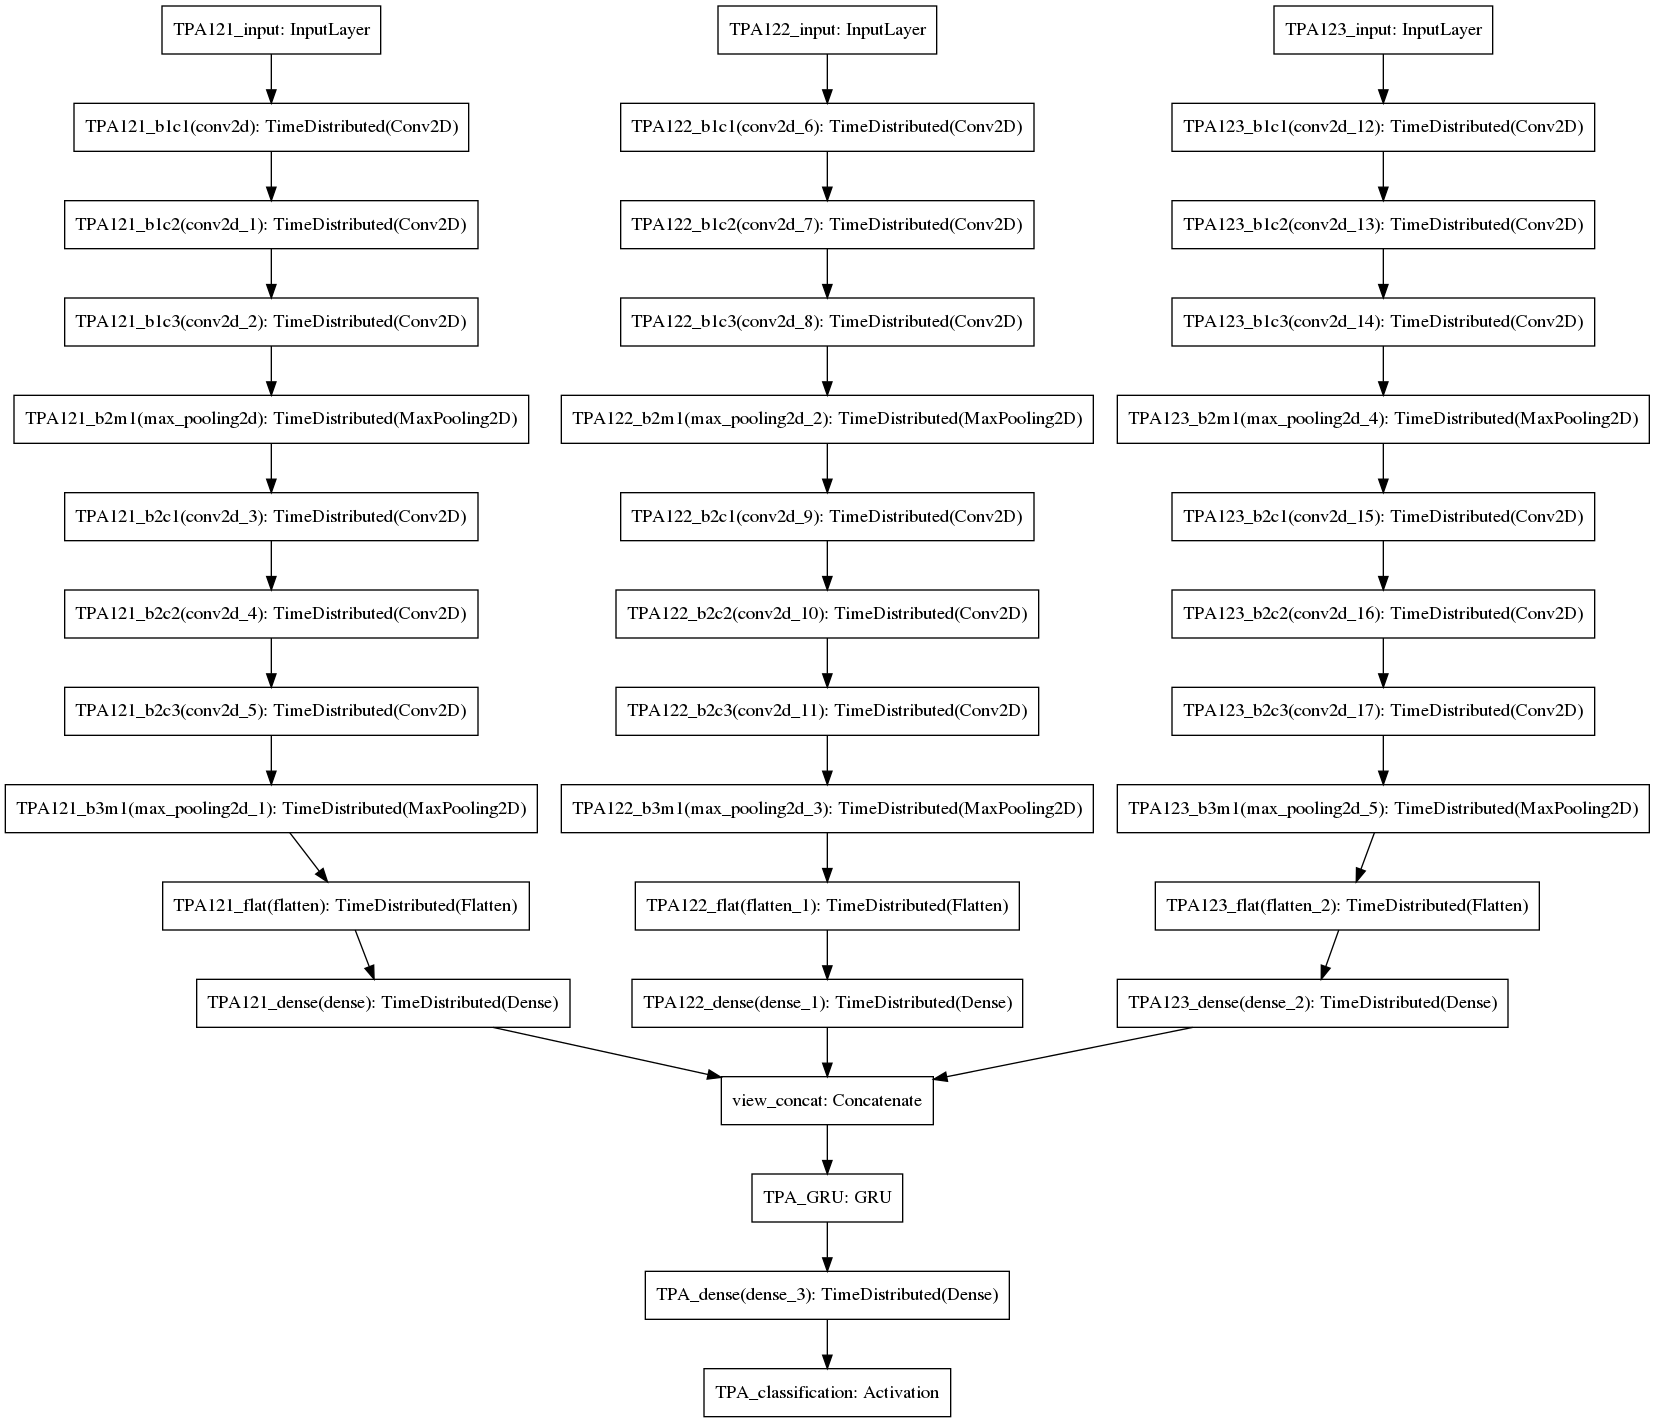 TPA121_input: InputLayer
TPA122_input: InputLayer
TPA123_input: InputLayer
TPA121_b1c1(conv2d): TimeDistributed(Conv2D)
TPA122_b1c1(conv2d_6): TimeDistributed(Conv2D)
TPA123_b1c1(conv2d_12): TimeDistributed(Conv2D)
TPA121_b1c2(conv2d_1): TimeDistributed(Conv2D)
TPA122_b1c2(conv2d_7): TimeDistributed(Conv2D)
TPA123_b1c2(conv2d_13): TimeDistributed(Conv2D)
TPA121_b1c3(conv2d_2): TimeDistributed(Conv2D)
TPA122_b1c3(conv2d_8): TimeDistributed(Conv2D)
TPA123_b1c3(conv2d_14): TimeDistributed(Conv2D)
TPA121_b2m1(max_pooling2d): TimeDistributed(MaxPooling2D)
TPA122_b2m1(max_pooling2d_2): TimeDistributed(MaxPooling2D)
TPA123_b2m1(max_pooling2d_4): TimeDistributed(MaxPooling2D)
TPA121_b2c1(conv2d_3): TimeDistributed(Conv2D)
TPA122_b2c1(conv2d_9): TimeDistributed(Conv2D)
TPA123_b2c1(conv2d_15): TimeDistributed(Conv2D)
TPA121_b2c2(conv2d_4): TimeDistributed(Conv2D)
TPA122_b2c2(conv2d_10): TimeDistributed(Conv2D)
TPA123_b2c2(conv2d_16): TimeDistributed(Conv2D)
TPA121_b2c3(conv2d_5): TimeDistributed(Conv2D)
TPA122_b2c3(conv2d_11): TimeDistributed(Conv2D)
TPA123_b2c3(conv2d_17): TimeDistributed(Conv2D)
TPA121_b3m1(max_pooling2d_1): TimeDistributed(MaxPooling2D)
TPA122_b3m1(max_pooling2d_3): TimeDistributed(MaxPooling2D)
TPA123_b3m1(max_pooling2d_5): TimeDistributed(MaxPooling2D)
TPA121_flat(flatten): TimeDistributed(Flatten)
TPA122_flat(flatten_1): TimeDistributed(Flatten)
TPA123_flat(flatten_2): TimeDistributed(Flatten)
TPA121_dense(dense): TimeDistributed(Dense)
TPA122_dense(dense_1): TimeDistributed(Dense)
TPA123_dense(dense_2): TimeDistributed(Dense)
view_concat: Concatenate
TPA_GRU: GRU
TPA_dense(dense_3): TimeDistributed(Dense)
TPA_classification: Activation